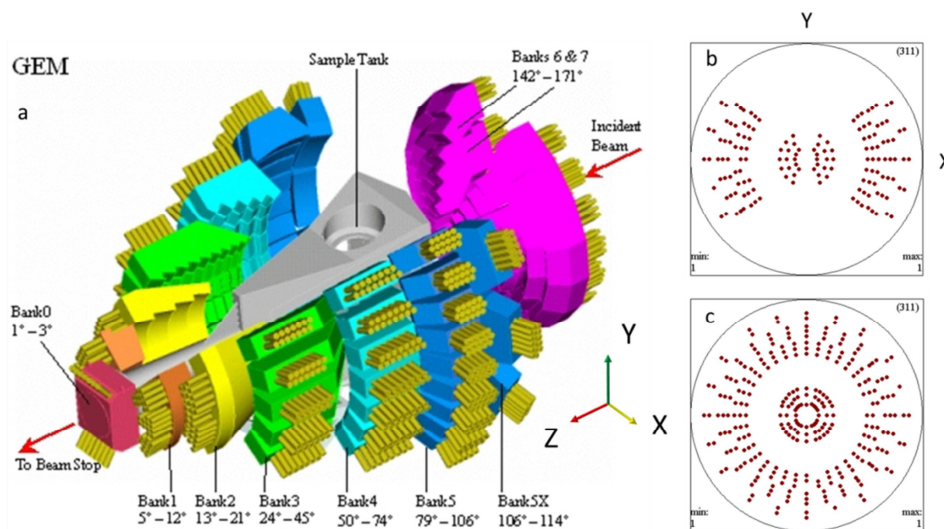 GEM
a
Sample Tank
Banks 6 & 7
142° – 171°
Incident
Beam
Bank0
1° – 3°
To Beam Stop
Bank1
5° – 12°
Bank2
13° – 21°
Bank3
24° – 45°
Bank4
50° – 74°
Bank5
79° – 106°
Bank5X
106° – 114°
Y
Z
X
Y
b
(311)
X
min:
1
max:
1
c
(311)
min:
1
max:
1